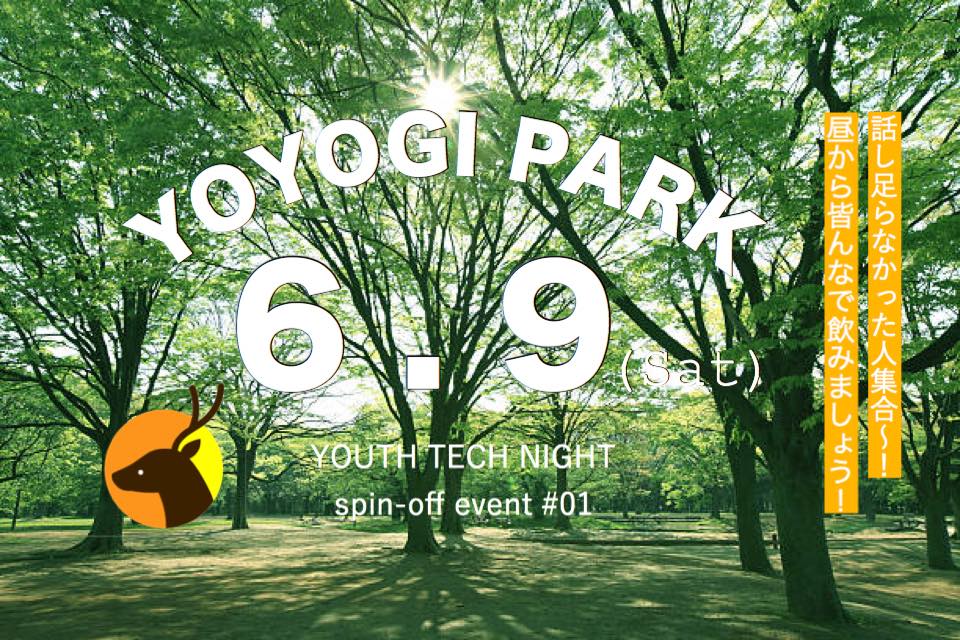 YOYOGI PARK
6.9(Sat)
YOUTH TECH NIGHT
spin-off event #01
話し足らなかった人集合〜!
昼から皆んなで飲みましょう!